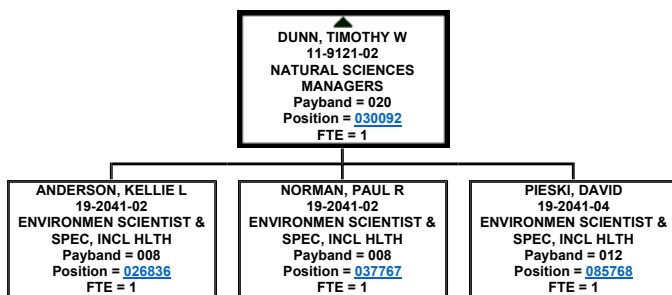 DUNN, TIMOTHY W
11-9121-02
NATURAL SCIENCES
MANAGERS
Payband = 020
Position = 030092
FTE = 1
ANDERSON, KELLIE L
19-2041-02
ENVIRONMEN SCIENTIST &
SPEC, INCL HLTH
Payband = 008
Position = 026836
FTE = 1
NORMAN, PAUL R
19-2041-02
ENVIRONMEN SCIENTIST &
SPEC, INCL HLTH
Payband = 008
Position = 037767
FTE = 1
PIESKI, DAVID
19-2041-04
ENVIRONMEN SCIENTIST &
SPEC, INCL HLTH
Payband = 012
Position = 085768
FTE = 1